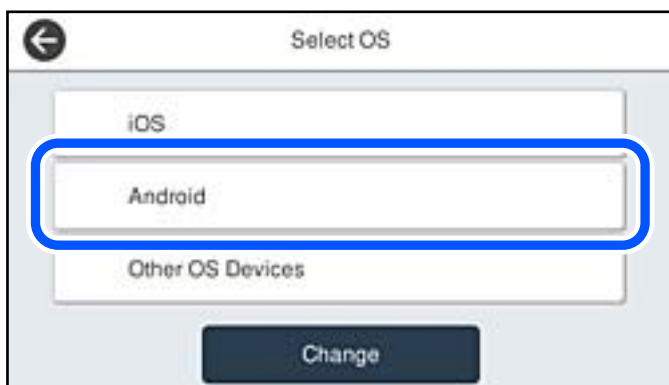 Select OS
iOS
Android
Other OS Devices
Change